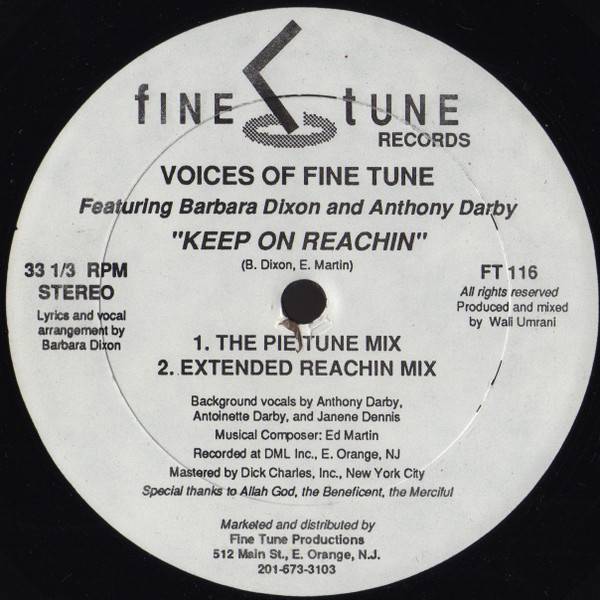 fINE tUNE
RECORDS
VOICES OF FINE TUNE
Featuring Barbara Dixon and Anthony Darby
"KEEP ON REACHIN"
(B. Dixon, E. Martin)
33 1/3 RPM
STEREO
Lyrics and vocal
arrangement by
Barbara Dixon
FT 116
All rights reserved
Produced and mixed
by Wali Umrani
1. THE PIE TUNE MIX
2. EXTENDED REACHIN MIX
Background vocals by Anthony Darby,
Antoinette Darby, and Janene Dennis
Musical Composer: Ed Martin
Recorded at DML Inc., E. Orange, NJ
Mastered by Dick Charles, Inc., New York City
Special thanks to Allah God, the Beneficent, the Merciful
Marketed and distributed by
Fine Tune Productions
512 Main St., E. Orange, N.J.
201-673-3103